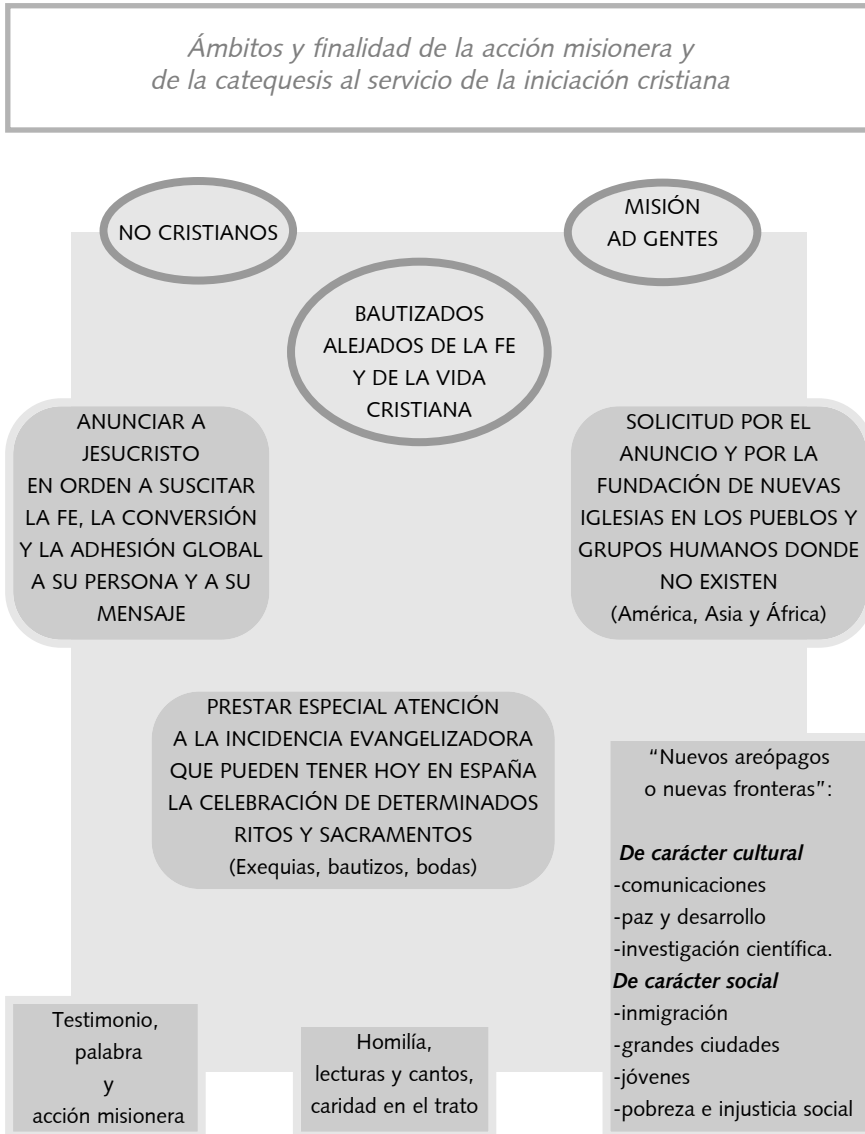 Ámbitos y finalidad de la acción misionera y
de la catequesis al servicio de la iniciación cristiana
NO CRISTIANOS
MISIÓN
AD GENTES
BAUTIZADOS
ALEJADOS DE LA FE
Y DE LA VIDA
CRISTIANA
ANUNCIAR A
JESUCRISTO
EN ORDEN A SUSCITAR
LA FE, LA CONVERSIÓN
Y LA ADHESIÓN GLOBAL
A SU PERSONA Y A SU
MENSAJE
SOLICITUD POR EL
ANUNCIO Y POR LA
FUNDACIÓN DE NUEVAS
IGLESIAS EN LOS PUEBLOS Y
GRUPOS HUMANOS DONDE
NO EXISTEN
(América, Asia y África)
PRESTAR ESPECIAL ATENCIÓN
A LA INCIDENCIA EVANGELIZADORA
QUE PUEDEN TENER HOY EN ESPAÑA
LA CELEBRACIÓN DE DETERMINADOS
RITOS Y SACRAMENTOS
(Exequias, bautizos, bodas)
“Nuevos areópagos
o nuevas fronteras”:
De carácter cultural
-comunicaciones
-paz y desarrollo
-investigación científica.
De carácter social
-inmigración
-grandes ciudades
-jóvenes
-pobreza e injusticia social
Testimonio,
palabra
y
acción misionera
Homilía,
lecturas y cantos,
caridad en el trato